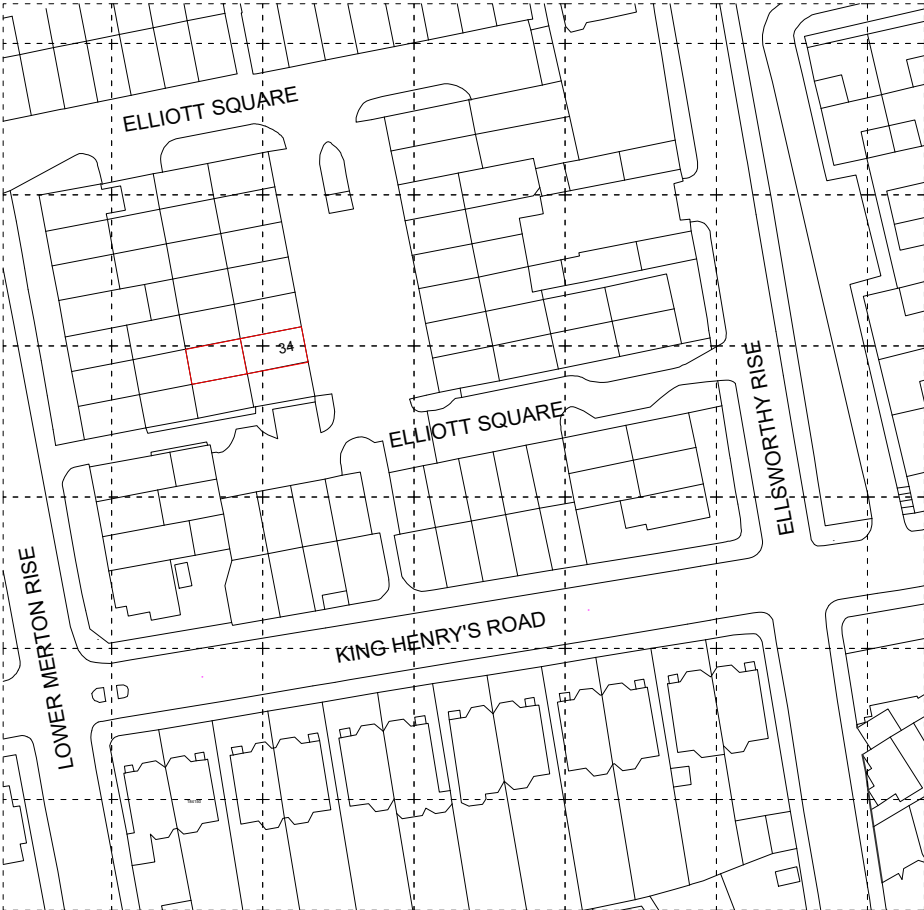 ELLIOTT SQUARE
34
ELLSWORTHY RISE
ELLIOTT SQUARE
LOWER MERTON RISE
KING HENRY'S ROAD